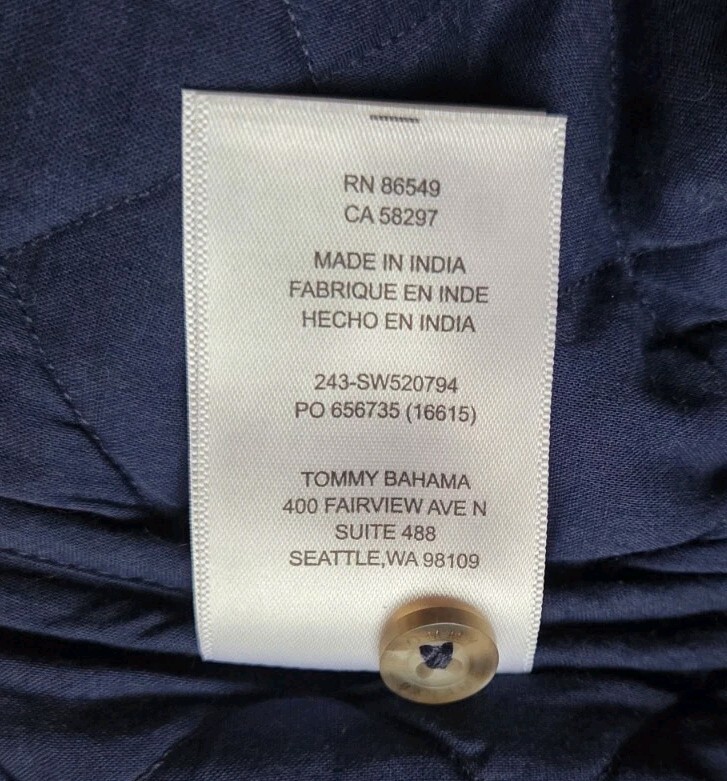 RN 86549
CA 58297
MADE IN INDIA
FABRIQUE EN INDE
HECHO EN INDIA
243-SW520794
PO 656735 (16615)
TOMMY BAHAMA
400 FAIRVIEW AVE N
SUITE 488
SEATTLE,WA 98109